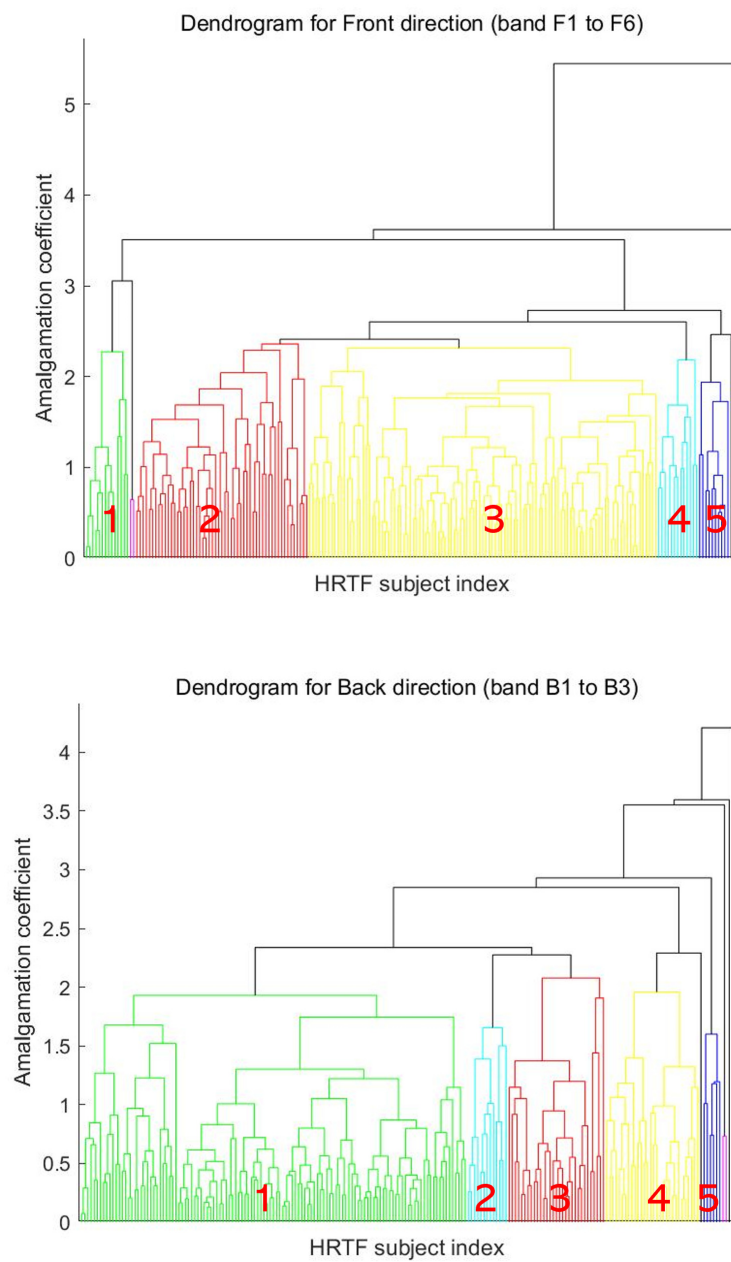 Dendrogram for Front direction (band F1 to F6)
5
4
3
2
1
0
Amalgamation coefficient
1 2 3 4 5
HRTF subject index
Dendrogram for Back direction (band B1 to B3)
4
3.5
3
2.5
2
1.5
1
0.5
0
Amalgamation coefficient
1 2 3 4 5
HRTF subject index